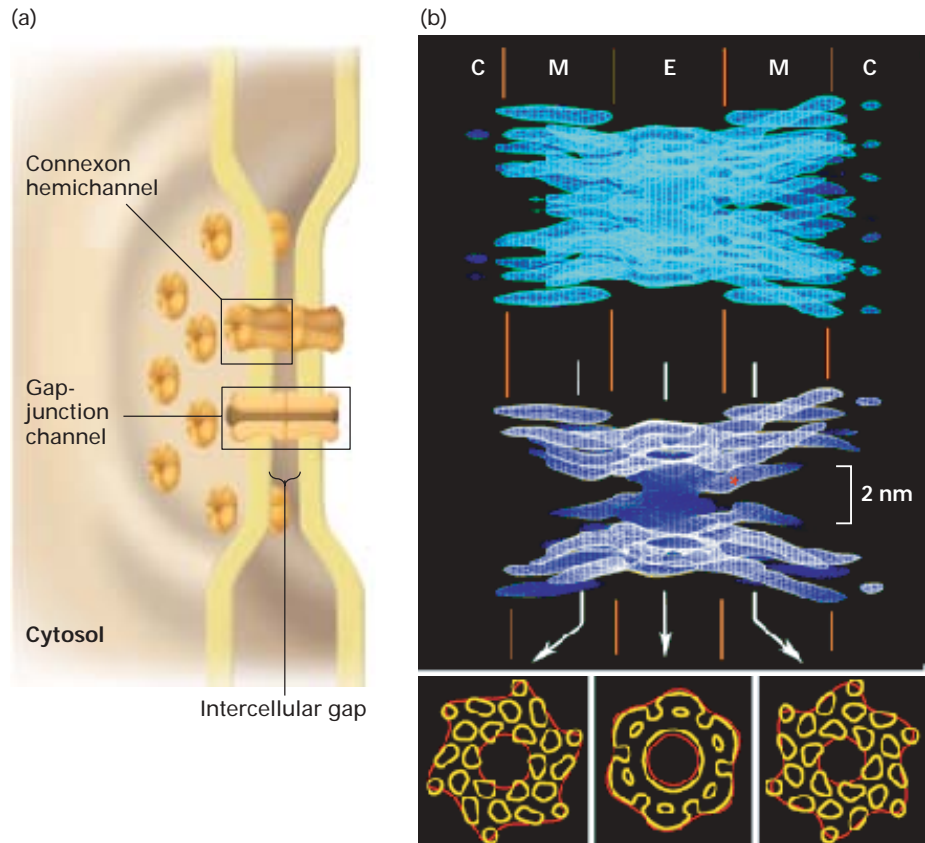 (a)
Connexon
hemichannel
Gap-
junction
channel
Cytosol
Intercellular gap
(b)
C M E M C
2 nm